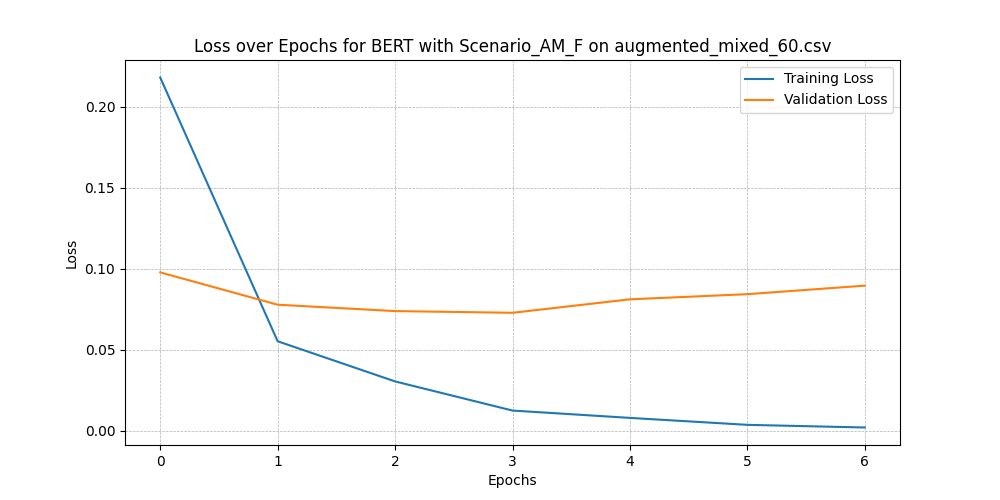 Loss over Epochs for BERT with Scenario_AM_F on augmented_mixed_60.csv
Training Loss
Validation Loss
Loss
0.20
0.15
0.10
0.05
0.00
0 1 2 3 4 5 6
Epochs